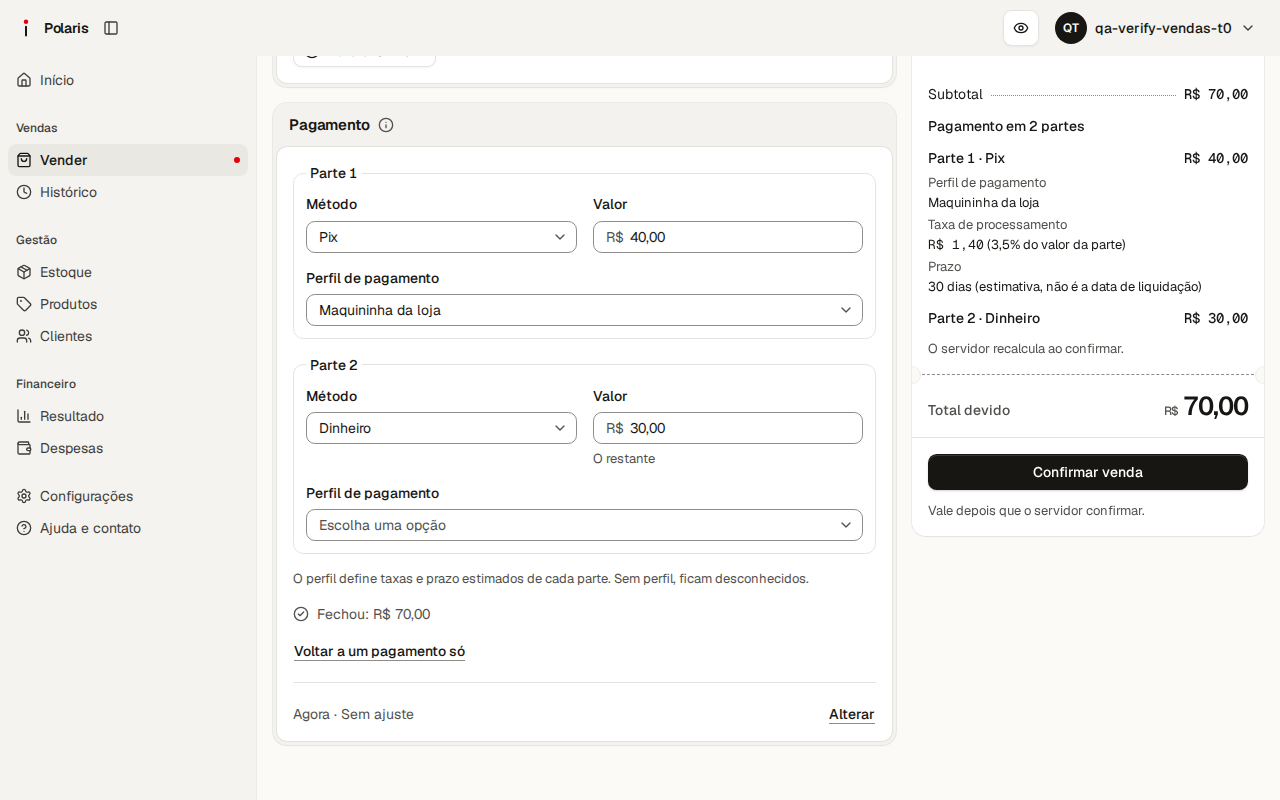 Polaris
QT
qa-verify-vendas-t0
Início
Vendas
Vender
Histórico
Gestão
Estoque
Produtos
Clientes
Financeiro
Resultado
Despesas
Configurações
Ajuda e contato
Pagamento
Parte 1
Método
Valor
Pix
R$ 40,00
Perfil de pagamento
Maquininha da loja
Parte 2
Método
Valor
Dinheiro
R$ 30,00
O restante
Perfil de pagamento
Escolha uma opção
O perfil define taxas e prazo estimados de cada parte. Sem perfil, ficam desconhecidos.
Fechou: R$ 70,00
Voltar a um pagamento só
Agora · Sem ajuste
Alterar
Subtotal R$ 70,00
Pagamento em 2 partes
Parte 1 · Pix R$ 40,00
Perfil de pagamento
Maquininha da loja
Taxa de processamento
R$ 1,40 (3,5% do valor da parte)
Prazo
30 dias (estimativa, não é a data de liquidação)
Parte 2 · Dinheiro R$ 30,00
O servidor recalcula ao confirmar.
Total devido R$ 70,00
Confirmar venda
Vale depois que o servidor confirmar.